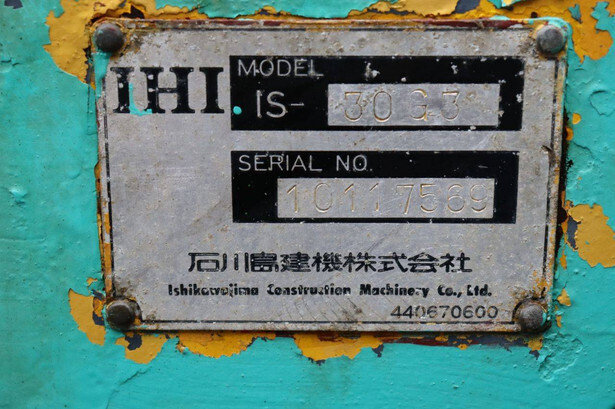 IHI
MODEL
IS- 30G3
SERIAL NO.
10117569
石川島建機株式会社
Ishikawajima Construction Machinery Co., Ltd.
440670600